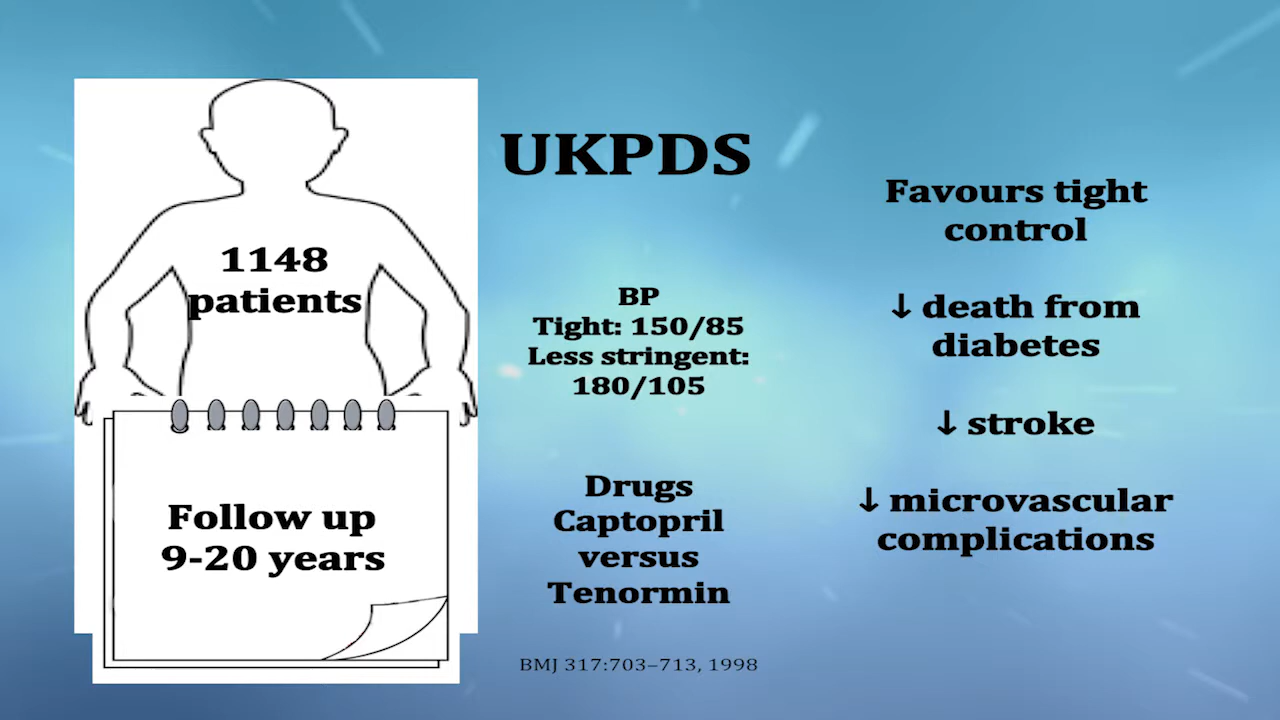 1148
patients
Follow up
9-20 years
UKPDS
BP
Tight: 150/85
Less stringent:
180/105
Drugs
Captopril
versus
Tenormin
BMJ 317:703–713, 1998
Favours tight
control
↓ death from
diabetes
↓ stroke
↓ microvascular
complications